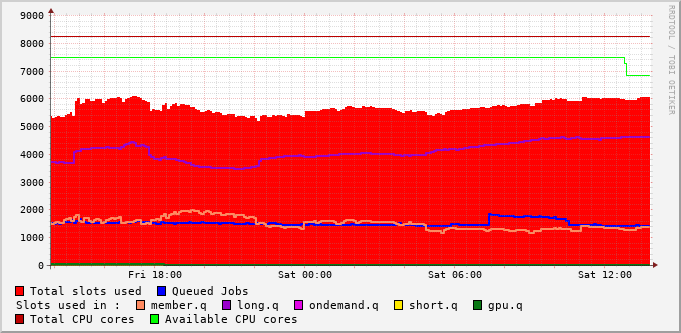 9000
8000
7000
6000
5000
4000
3000
2000
1000
0
Fri 18:00 Sat 00:00 Sat 06:00 Sat 12:00
Total slots used Queued Jobs
Slots used in : member.q long.q ondemand.q short.q gpu.q
Total CPU cores Available CPU cores
RRDTOOL / TOBI OETIKER